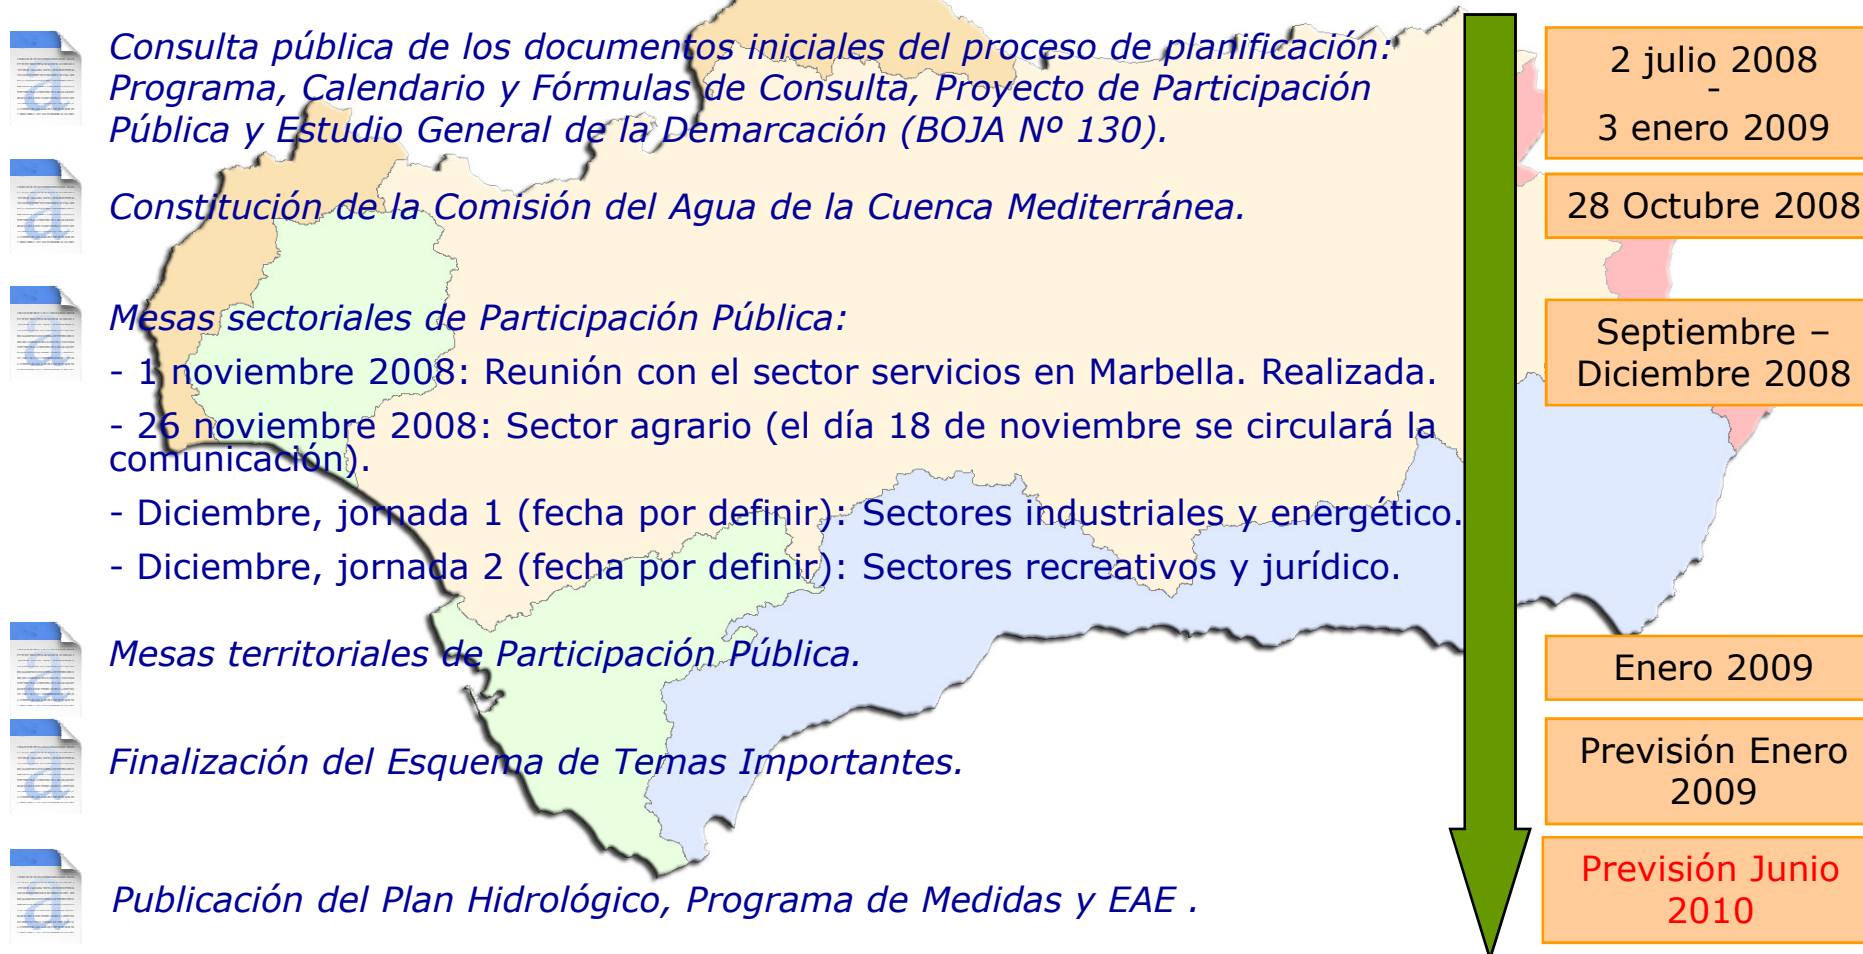 Consulta pública de los documentos iniciales del proceso de planificación:
Programa, Calendario y Fórmulas de Consulta, Proyecto de Participación
Pública y Estudio General de la Demarcación (BOJA Nº 130).
2 julio 2008
-
3 enero 2009
Constitución de la Comisión del Agua de la Cuenca Mediterránea.
28 Octubre 2008
Mesas sectoriales de Participación Pública:
- 1 noviembre 2008: Reunión con el sector servicios en Marbella. Realizada.
- 26 noviembre 2008: Sector agrario (el día 18 de noviembre se circulará la
comunicación).
- Diciembre, jornada 1 (fecha por definir): Sectores industriales y energético.
- Diciembre, jornada 2 (fecha por definir): Sectores recreativos y jurídico.
Septiembre –
Diciembre 2008
Mesas territoriales de Participación Pública.
Enero 2009
Finalización del Esquema de Temas Importantes.
Previsión Enero
2009
Publicación del Plan Hidrológico, Programa de Medidas y EAE .
Previsión Junio
2010